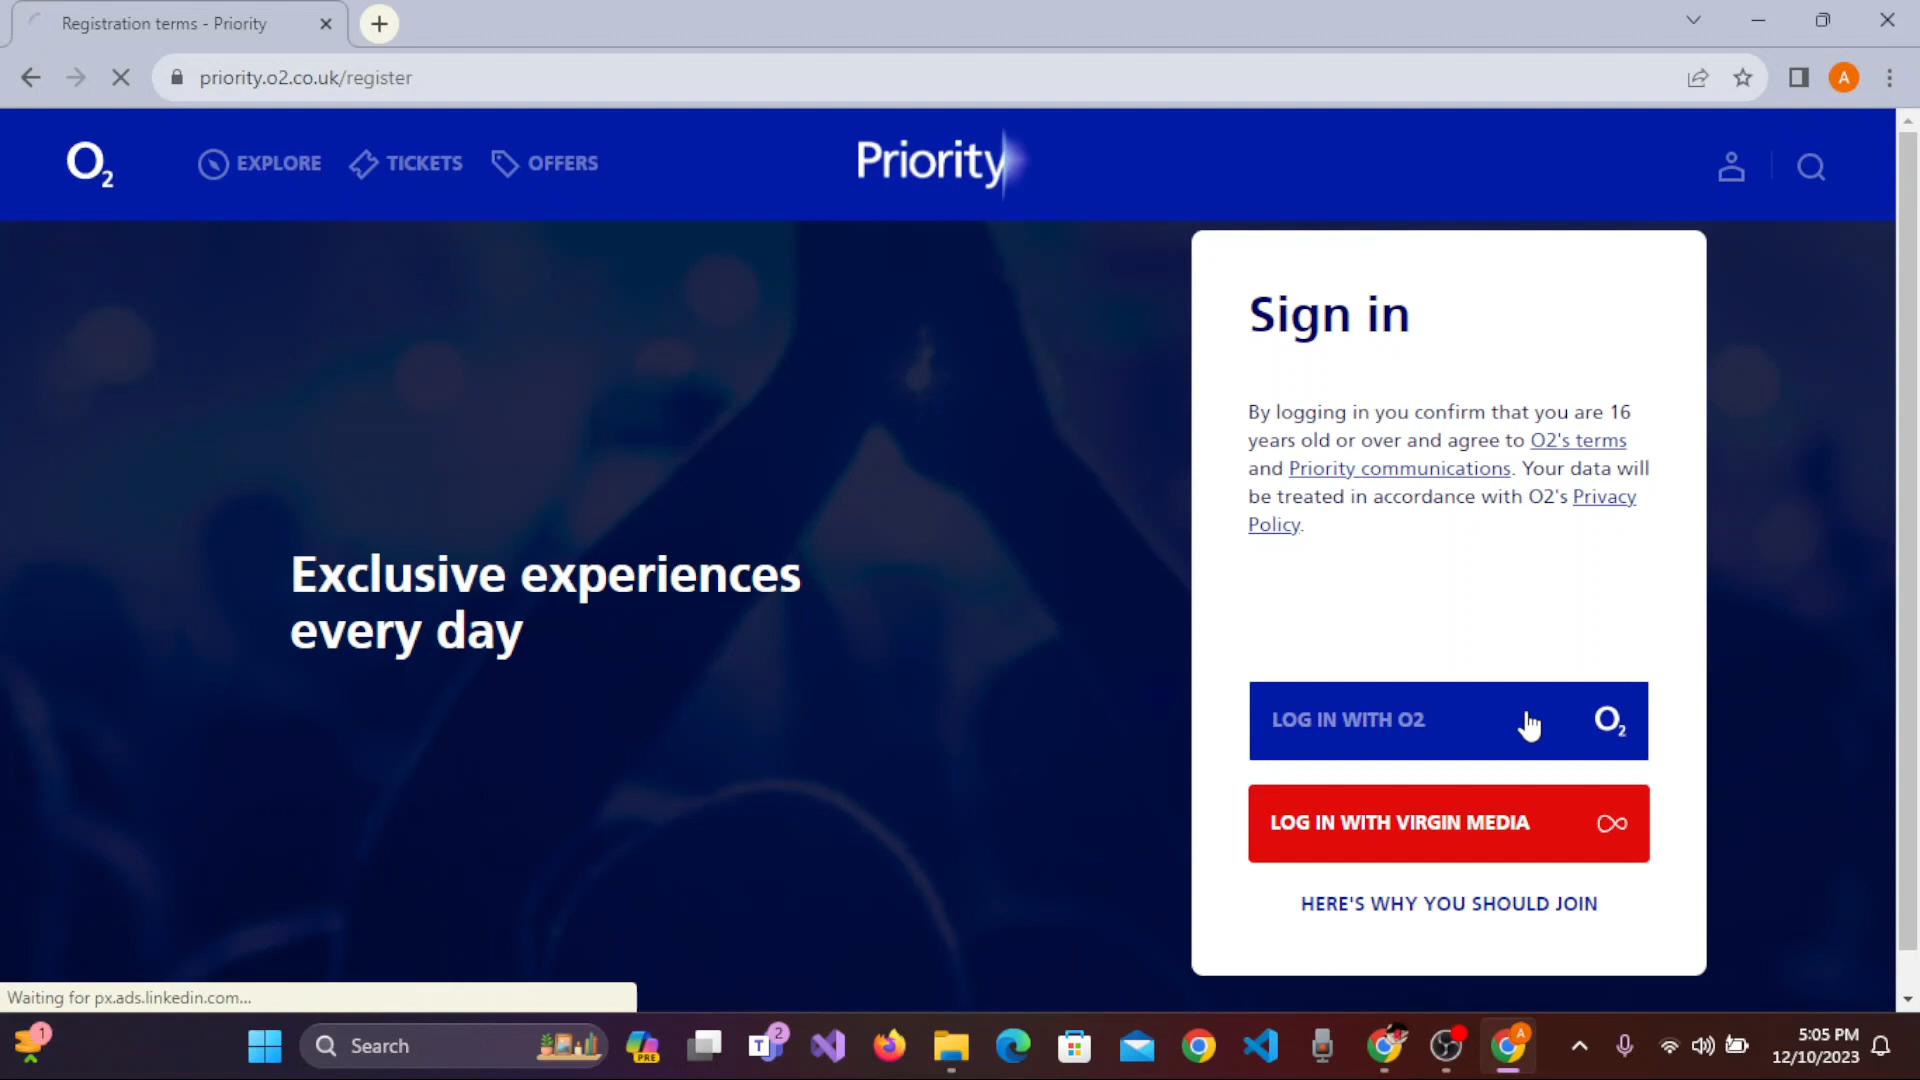 Registration terms - Priority
priority.o2.co.uk/register
A
O2
EXPLORE
TICKETS
OFFERS
Priority
Sign in
By logging in you confirm that you are 16
years old or over and agree to O2's terms
and Priority communications. Your data will
be treated in accordance with O2's Privacy
Policy.
Exclusive experiences
every day
LOG IN WITH O2
O2
LOG IN WITH VIRGIN MEDIA
HERE'S WHY YOU SHOULD JOIN
Waiting for px.ads.linkedin.com...
1
Search
PRE
T
2
A
5:05 PM
12/10/2023